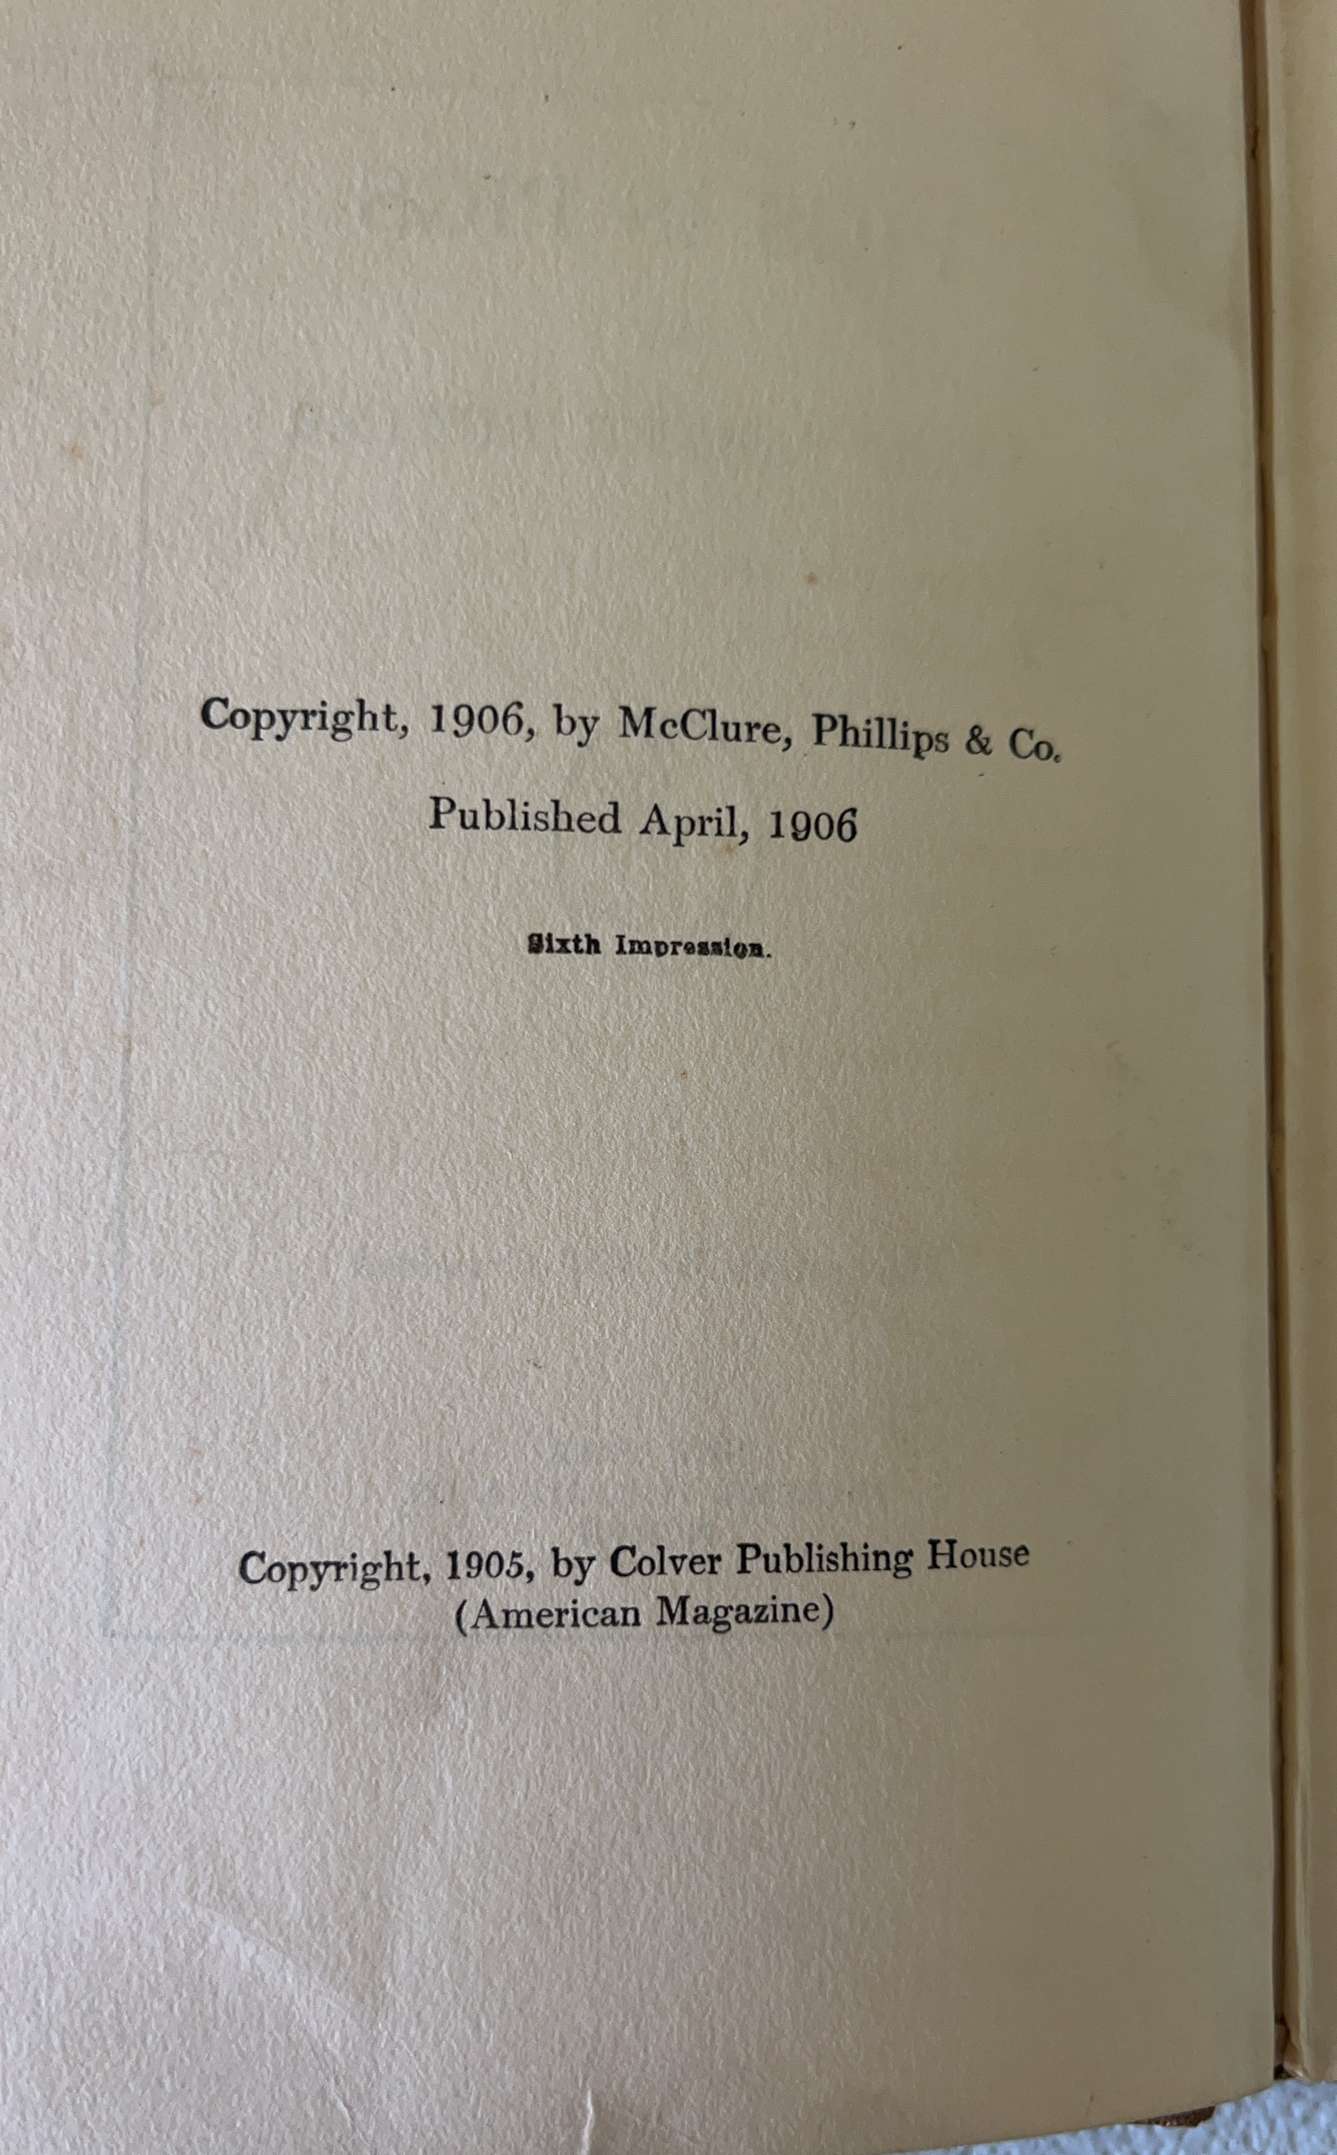 Copyright, 1906, by McClure, Phillips & Co.
Published April, 1906
Sixth Impression.
Copyright, 1905, by Colver Publishing House
(American Magazine)